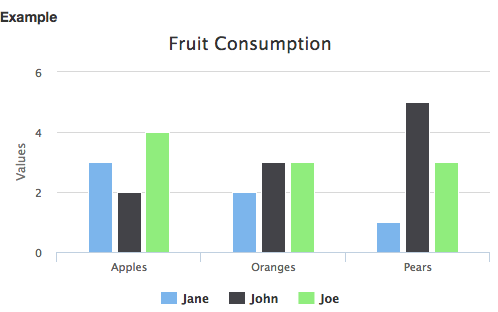 Example
Fruit Consumption
Values
6
4
2
0
Apples Oranges Pears
Jane John Joe